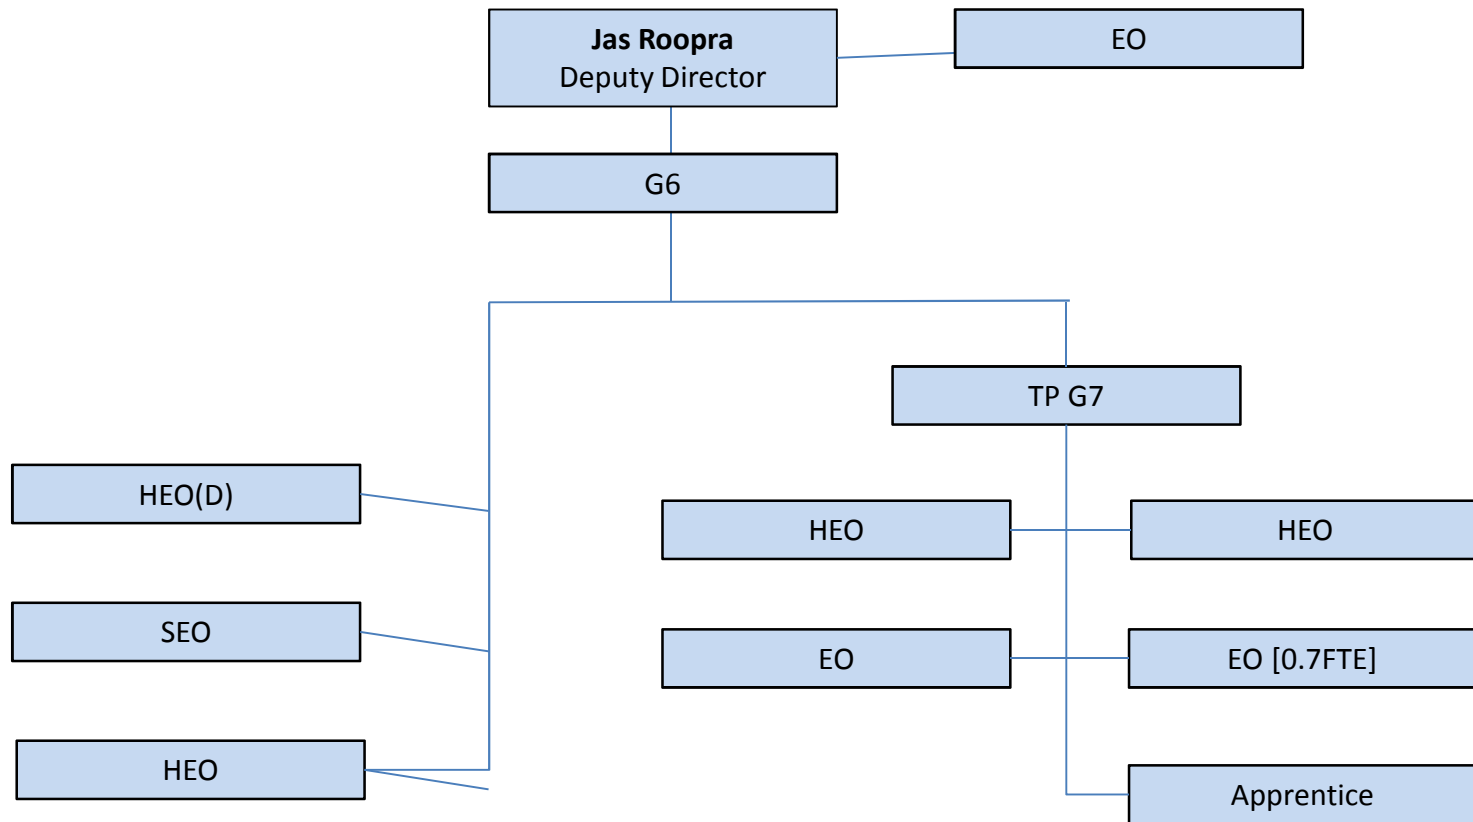 Jas Roopra
Deputy Director
EO
G6
TP G7
HEO(D)
HEO
HEO
SEO
EO
EO [0.7FTE]
HEO
Apprentice